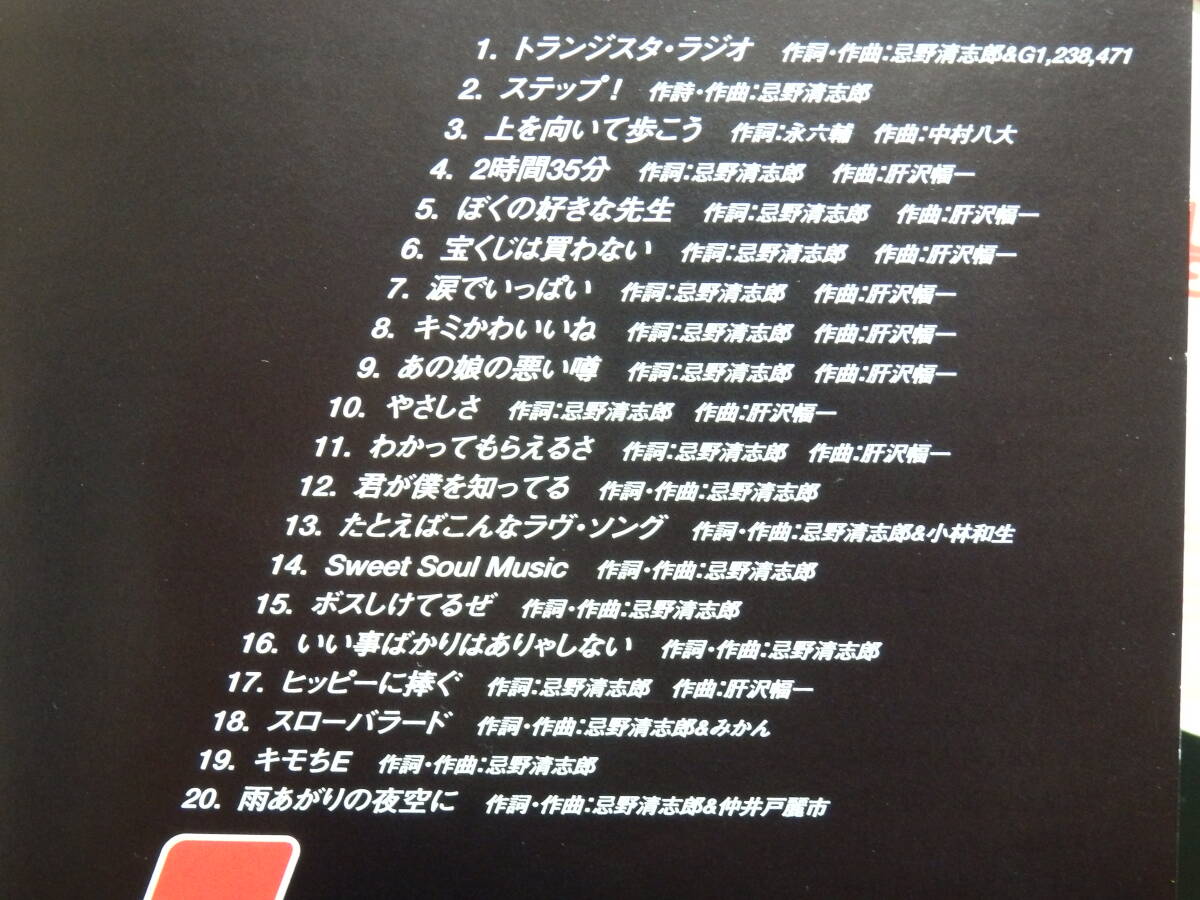 1. トランジスタ・ラジオ 作詞・作曲:忌野清志郎&G1,238,471
2. ステップ! 作詩・作曲:忌野清志郎
3. 上を向いて歩こう 作詞:永六輔 作曲:中村八大
4. 2時間35分 作詞:忌野清志郎 作曲:肝沢幅一
5. ぼくの好きな先生 作詞:忌野清志郎 作曲:肝沢幅一
6. 宝くじは買わない 作詞:忌野清志郎 作曲:肝沢幅一
7. 涙でいっぱい 作詞:忌野清志郎 作曲:肝沢幅一
8. キミかわいいね 作詞:忌野清志郎 作曲:肝沢幅一
9. あの娘の悪い噂 作詞:忌野清志郎 作曲:肝沢幅一
10. やさしさ 作詞:忌野清志郎 作曲:肝沢幅一
11. わかってもらえるさ 作詞:忌野清志郎 作曲:肝沢幅一
12. 君が僕を知ってる 作詞・作曲:忌野清志郎
13. たとえばこんなラヴ・ソング 作詞・作曲:忌野清志郎&小林和生
14. Sweet Soul Music 作詞・作曲:忌野清志郎
15. ボスしけてるぜ 作詞・作曲:忌野清志郎
16. いい事ばかりはありゃしない 作詞・作曲:忌野清志郎
17. ヒッピーに捧ぐ 作詞:忌野清志郎 作曲:肝沢幅一
18. スローバラード 作詞・作曲:忌野清志郎&みかん
19. キモちE 作詞・作曲:忌野清志郎
20. 雨あがりの夜空に 作詞・作曲:忌野清志郎&仲井戸麗市